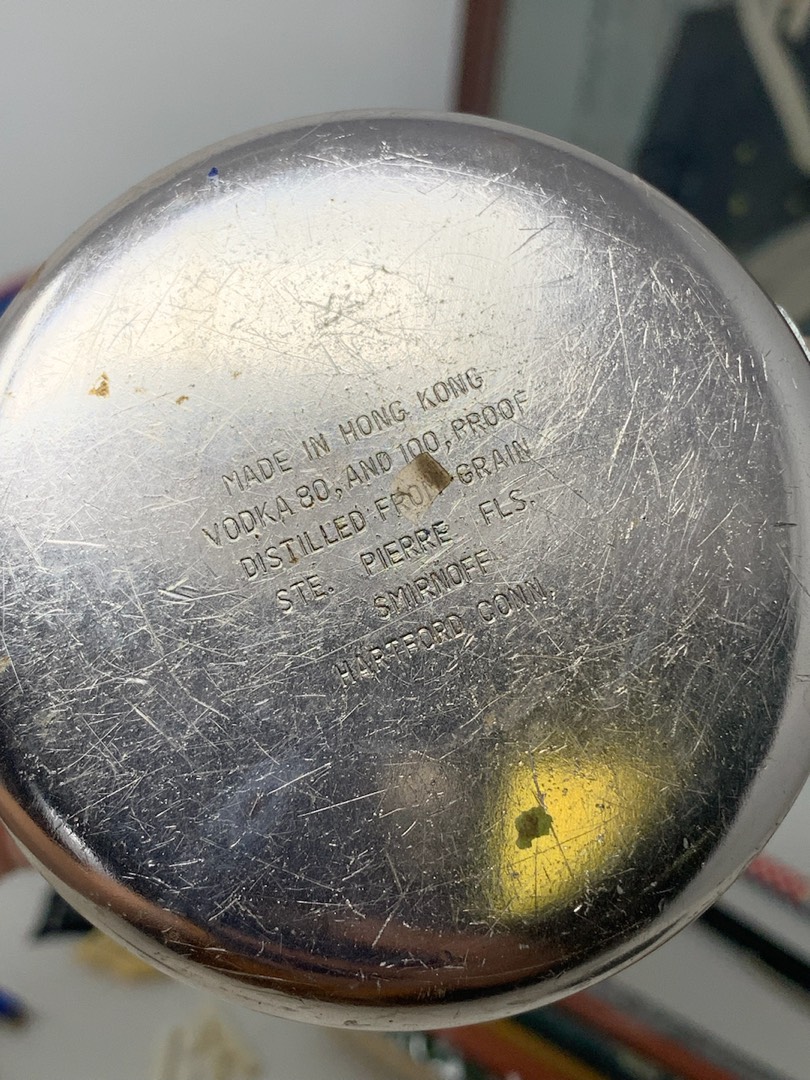 MADE IN HONG KONG
VODKA 80, AND 100, PROOF
DISTILLED FROM GRAIN
STE. PIERRE FLS.
SMIRNOFF
HARTFORD CONN.